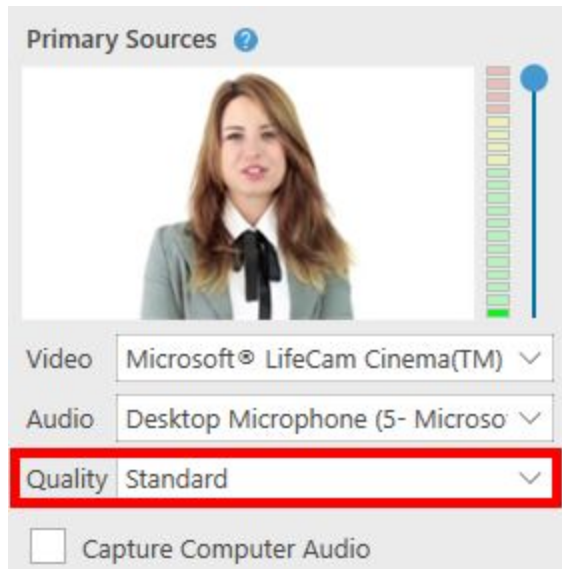 Primary Sources ?
Video Microsoft® LifeCam Cinema(TM)
Audio Desktop Microphone (5- Microso
Quality Standard
Capture Computer Audio